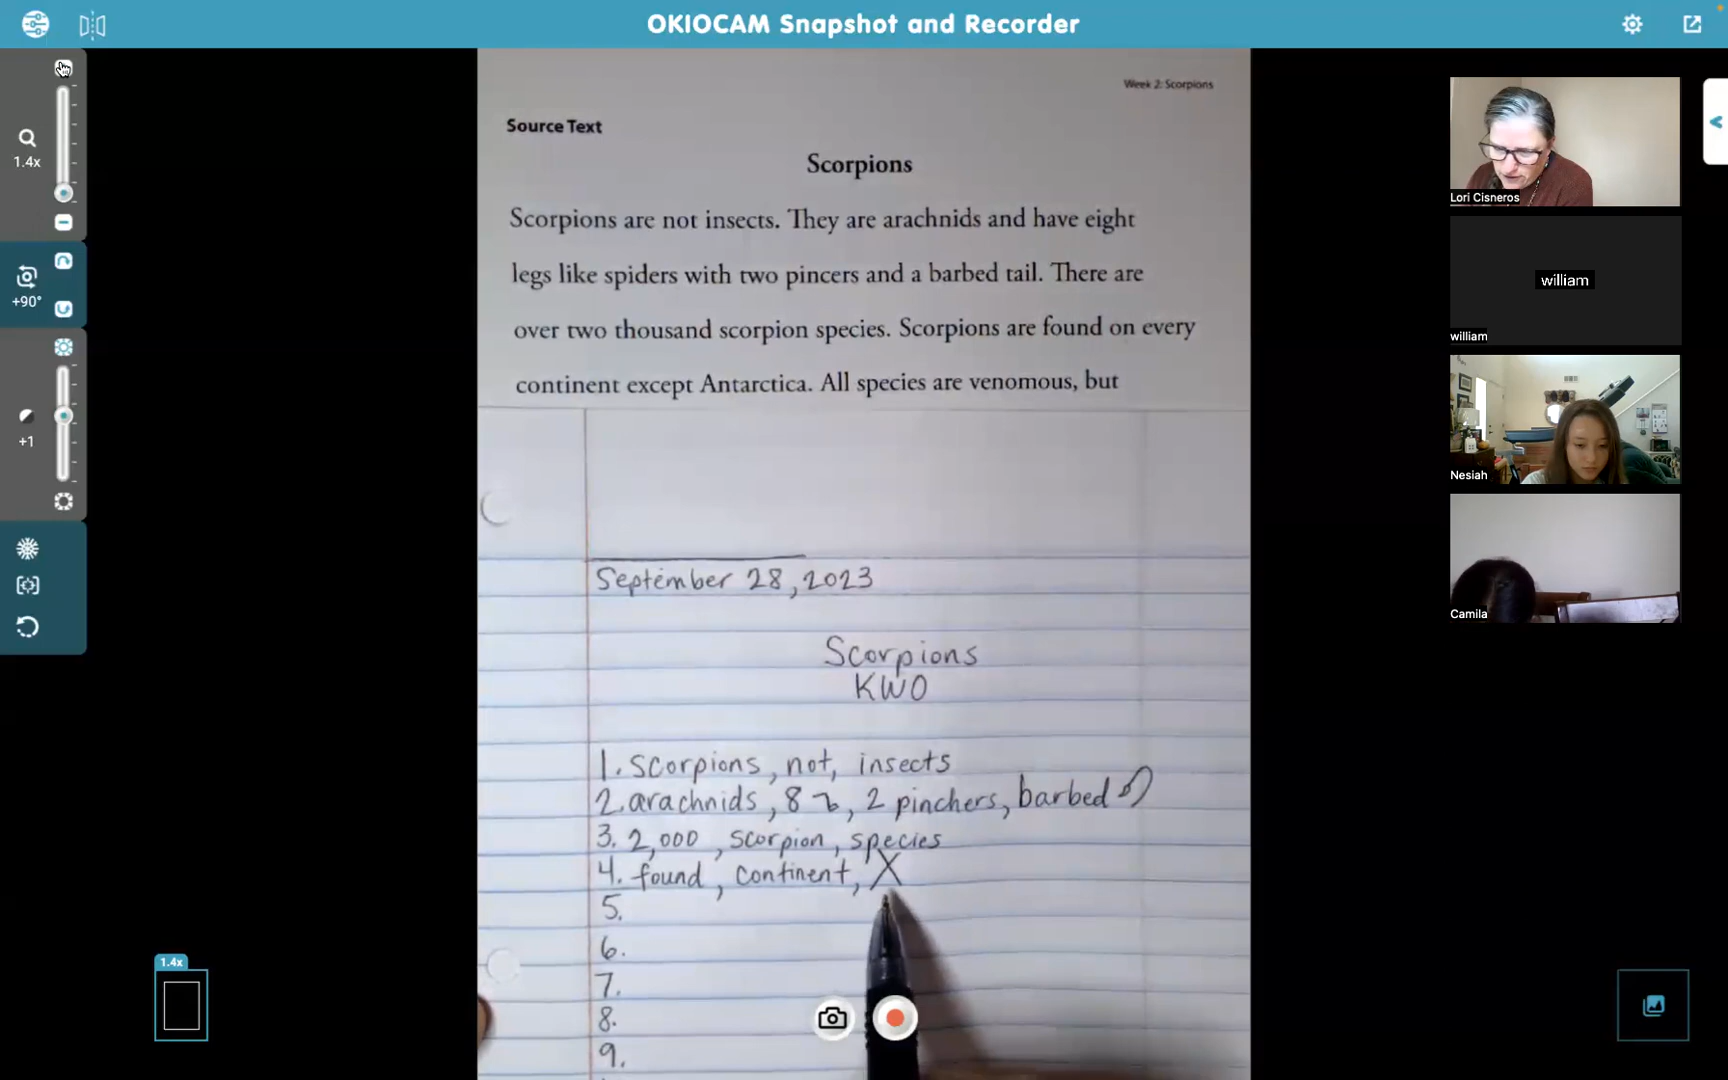 OKIOCAM Snapshot and Recorder
1.4x
+90°
+1
1.4x
Week 2: Scorpions
Source Text
Scorpions
Scorpions are not insects. They are arachnids and have eight
legs like spiders with two pincers and a barbed tail. There are
over two thousand scorpion species. Scorpions are found on every
continent except Antarctica. All species are venomous, but
September 28, 2023
Scorpions
KWO
1. scorpions, not, insects
2. arachnids, 8 , 2 pinchers, barbed
3. 2,000, scorpion, species
4. found, continent, X
5.
6.
7.
8.
9.
Lori Cisneros
william
william
Nesiah
Camila